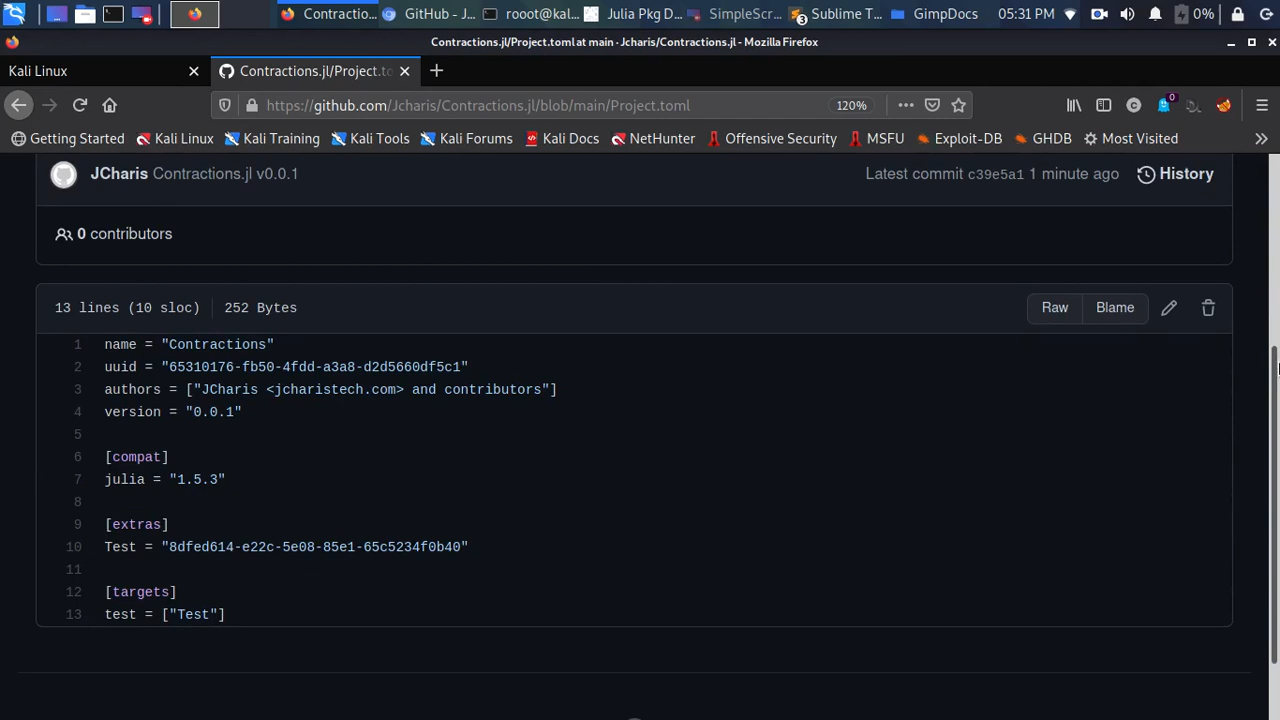 Contractio...
GitHub - J...
rooot@kal...
Julia Pkg D...
SimpleScr...
3
Sublime T...
GimpDocs
05:31 PM
0%
Contractions.jl/Project.toml at main · Jcharis/Contractions.jl - Mozilla Firefox
Kali Linux
Contractions.jl/Project.to
https://github.com/Jcharis/Contractions.jl/blob/main/Project.toml
120%
0
Getting Started
Kali Linux
Kali Training
Kali Tools
Kali Forums
Kali Docs
NetHunter
Offensive Security
MSFU
Exploit-DB
GHDB
Most Visited
JCharis Contractions.jl v0.0.1
Latest commit c39e5a1 1 minute ago
History
0 contributors
13 lines (10 sloc)
252 Bytes
Raw
Blame
1 name = "Contractions"
2 uuid = "65310176-fb50-4fdd-a3a8-d2d5660df5c1"
3 authors = ["JCharis <jcharistech.com> and contributors"]
4 version = "0.0.1"
5
6 [compat]
7 julia = "1.5.3"
8
9 [extras]
10 Test = "8dfed614-e22c-5e08-85e1-65c5234f0b40"
11
12 [targets]
13 test = ["Test"]